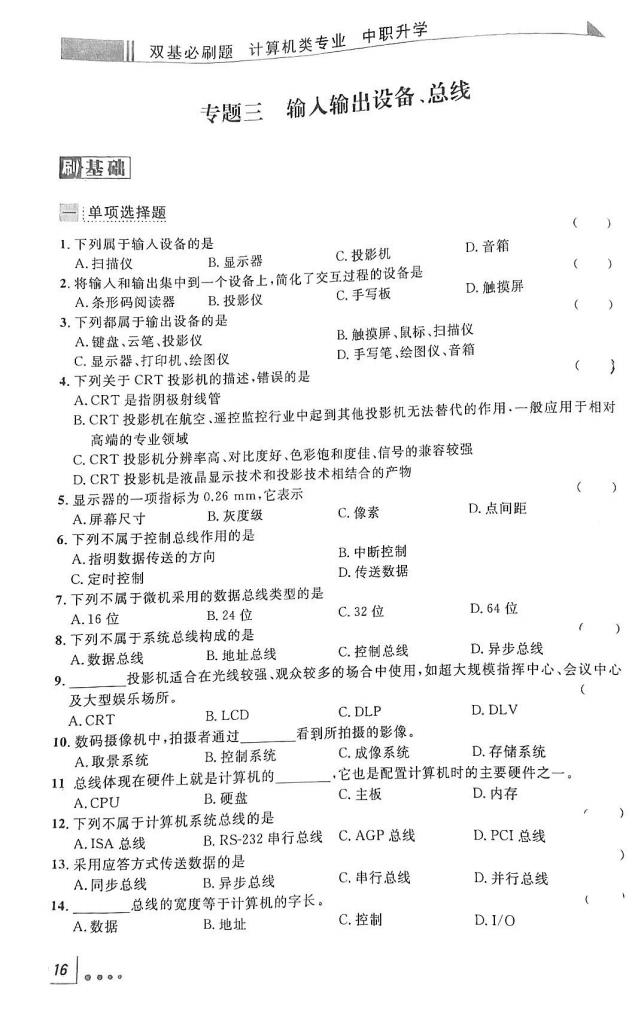 双基必刷题 计算机类专业 中职升学
专题三 输入输出设备、总线
刷基础
一 单项选择题
1. 下列属于输入设备的是 ( )
A. 扫描仪 B. 显示器 C. 投影机 D. 音箱
2. 将输入和输出集中到一个设备上,简化了交互过程的设备是 ( )
A. 条形码阅读器 B. 投影仪 C. 手写板 D. 触摸屏
3. 下列都属于输出设备的是 ( )
A. 键盘、云笔、投影仪 B. 触摸屏、鼠标、扫描仪
C. 显示器、打印机、绘图仪 D. 手写笔、绘图仪、音箱
4. 下列关于 CRT 投影机的描述,错误的是 ( )
A. CRT 是指阴极射线管
B. CRT 投影机在航空、遥控监控行业中起到其他投影机无法替代的作用,一般应用于相对
高端的专业领域
C. CRT 投影机分辨率高、对比度好、色彩饱和度佳、信号的兼容较强
D. CRT 投影机是液晶显示技术和投影技术相结合的产物
5. 显示器的一项指标为 0.26 mm,它表示 ( )
A. 屏幕尺寸 B. 灰度级 C. 像素 D. 点间距
6. 下列不属于控制总线作用的是
A. 指明数据传送的方向 B. 中断控制
C. 定时控制 D. 传送数据
7. 下列不属于微机采用的数据总线类型的是
A. 16 位 B. 24 位 C. 32 位 D. 64 位
8. 下列不属于系统总线构成的是 ( )
A. 数据总线 B. 地址总线 C. 控制总线 D. 异步总线
9. ______投影机适合在光线较强、观众较多的场合中使用,如超大规模指挥中心、会议中心
及大型娱乐场所。 (
A. CRT B. LCD C. DLP D. DLV
10. 数码摄像机中,拍摄者通过______看到所拍摄的影像。
A. 取景系统 B. 控制系统 C. 成像系统 D. 存储系统
11 总线体现在硬件上就是计算机的______,它也是配置计算机时的主要硬件之一。
A. CPU B. 硬盘 C. 主板 D. 内存
12. 下列不属于计算机系统总线的是 ( )
A. ISA 总线 B. RS-232 串行总线 C. AGP 总线 D. PCI 总线
13. 采用应答方式传送数据的是 )
A. 同步总线 B. 异步总线 C. 串行总线 D. 并行总线
14. ______总线的宽度等于计算机的字长。 ( )
A. 数据 B. 地址 C. 控制 D. I/O
16